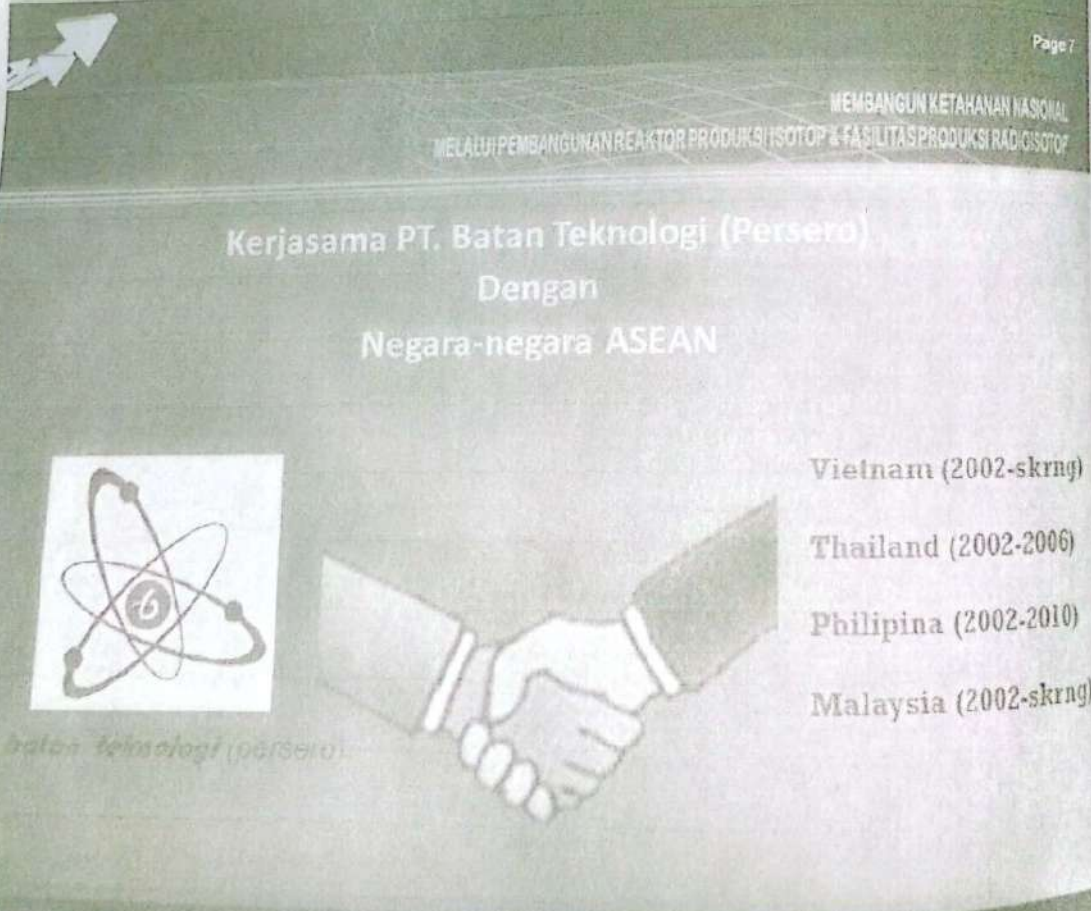 Page 7
MEMBANGUN KETAHANAN NASIONAL
MELALUI PEMBANGUNAN REAKTOR PRODUKSI ISOTOP & FASILITAS PRODUKSI RADIOISOTOP
Kerjasama PT. Batan Teknologi (Persero)
Dengan
Negara-negara ASEAN
Vietnam (2002-skrng)
Thailand (2002-2006)
Philipina (2002-2010)
Malaysia (2002-skrng)
batan teknologi (persero)